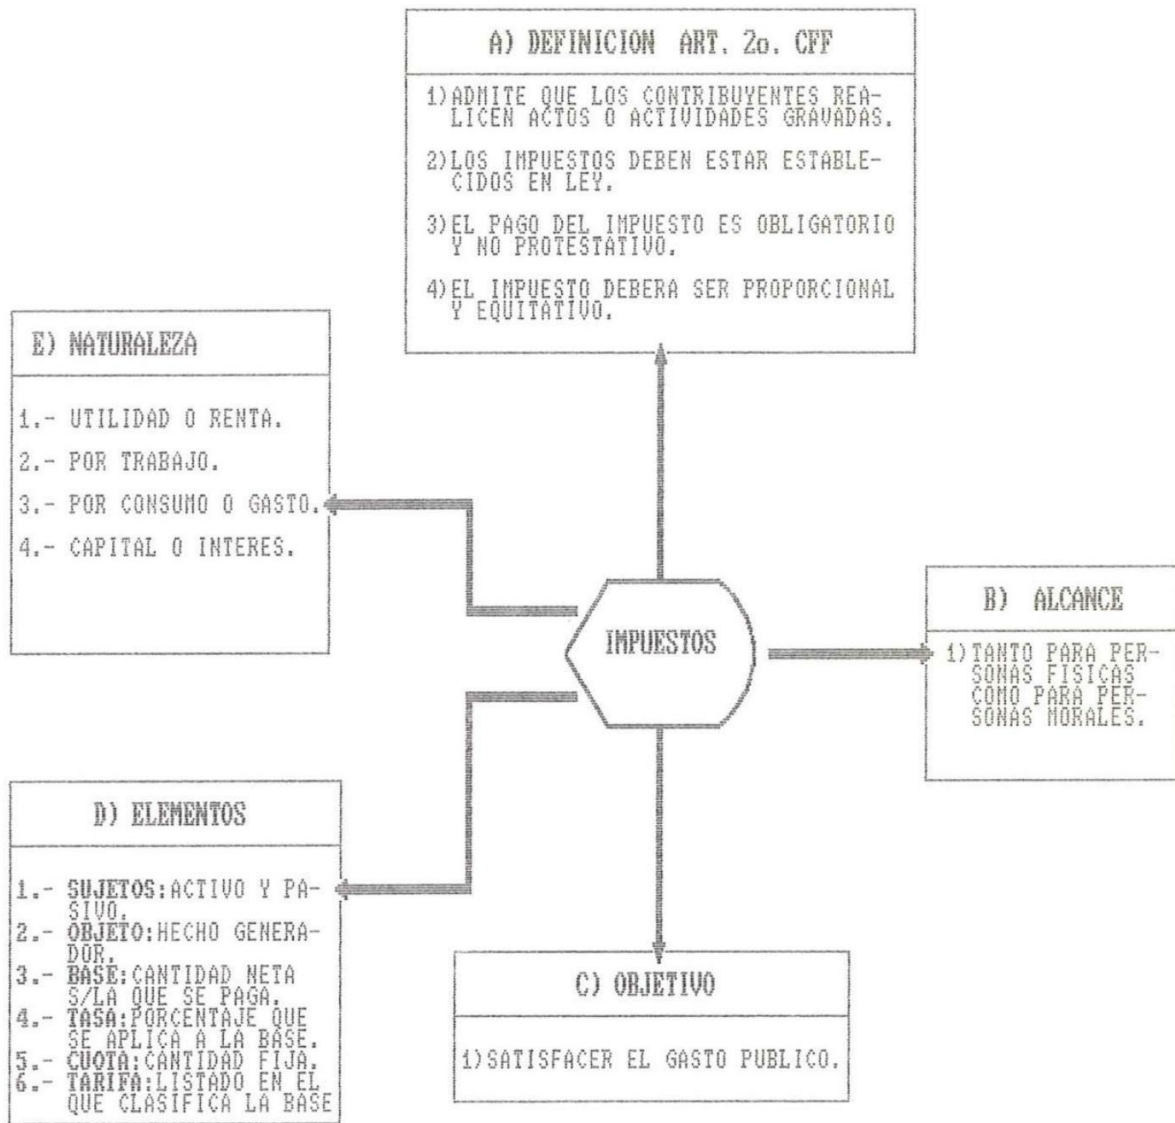 A) DEFINICION ART. 2o. CFF
1)ADMITE QUE LOS CONTRIBUYENTES REA-
LICEN ACTOS O ACTIVIDADES GRAVADAS.
2)LOS IMPUESTOS DEBEN ESTAR ESTABLE-
CIDOS EN LEY.
3)EL PAGO DEL IMPUESTO ES OBLIGATORIO
Y NO PROTESTATIVO.
4)EL IMPUESTO DEBERA SER PROPORCIONAL
Y EQUITATIVO.
E) NATURALEZA
1.- UTILIDAD O RENTA.
2.- POR TRABAJO.
3.- POR CONSUMO O GASTO.
4.- CAPITAL O INTERES.
IMPUESTOS
B) ALCANCE
1)TANTO PARA PER-
SONAS FISICAS
COMO PARA PER-
SONAS MORALES.
D) ELEMENTOS
1.- SUJETOS:ACTIVO Y PA-
SIVO.
2.- OBJETO:HECHO GENERA-
DOR.
3.- BASE:CANTIDAD NETA
S/LA QUE SE PAGA.
4.- TASA:PORCENTAJE QUE
SE APLICA A LA BASE.
5.- CUOTA:CANTIDAD FIJA.
6.- TARIFA:LISTADO EN EL
QUE CLASIFICA LA BASE
C) OBJETIVO
1)SATISFACER EL GASTO PUBLICO.